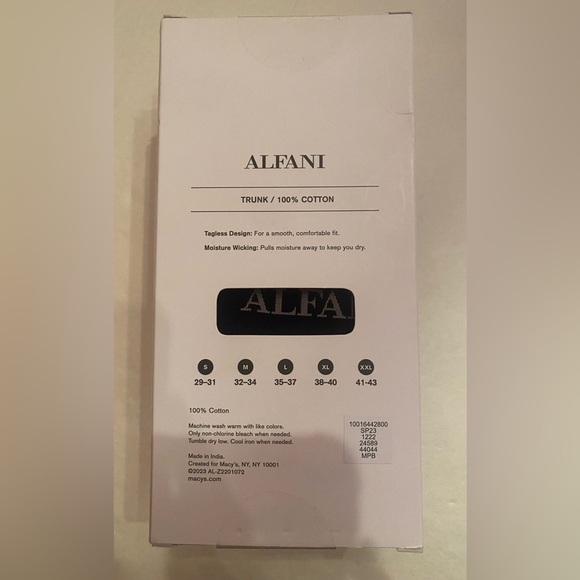 ALFANI
TRUNK / 100% COTTON
Tagless Design: For a smooth, comfortable fit.
Moisture Wicking: Pulls moisture away to keep you dry.
ALFA
S M L XL XXL
29–31 32–34 35–37 38–40 41-43
100% Cotton
Machine wash warm with like colors.
Only non-chlorine bleach when needed.
Tumble dry low. Cool iron when needed.
Made in India.
Created for Macy's, NY, NY 10001
©2023 AL-Z2201072
macys.com
10016442800
SP23
1222
24589
44044
MPB